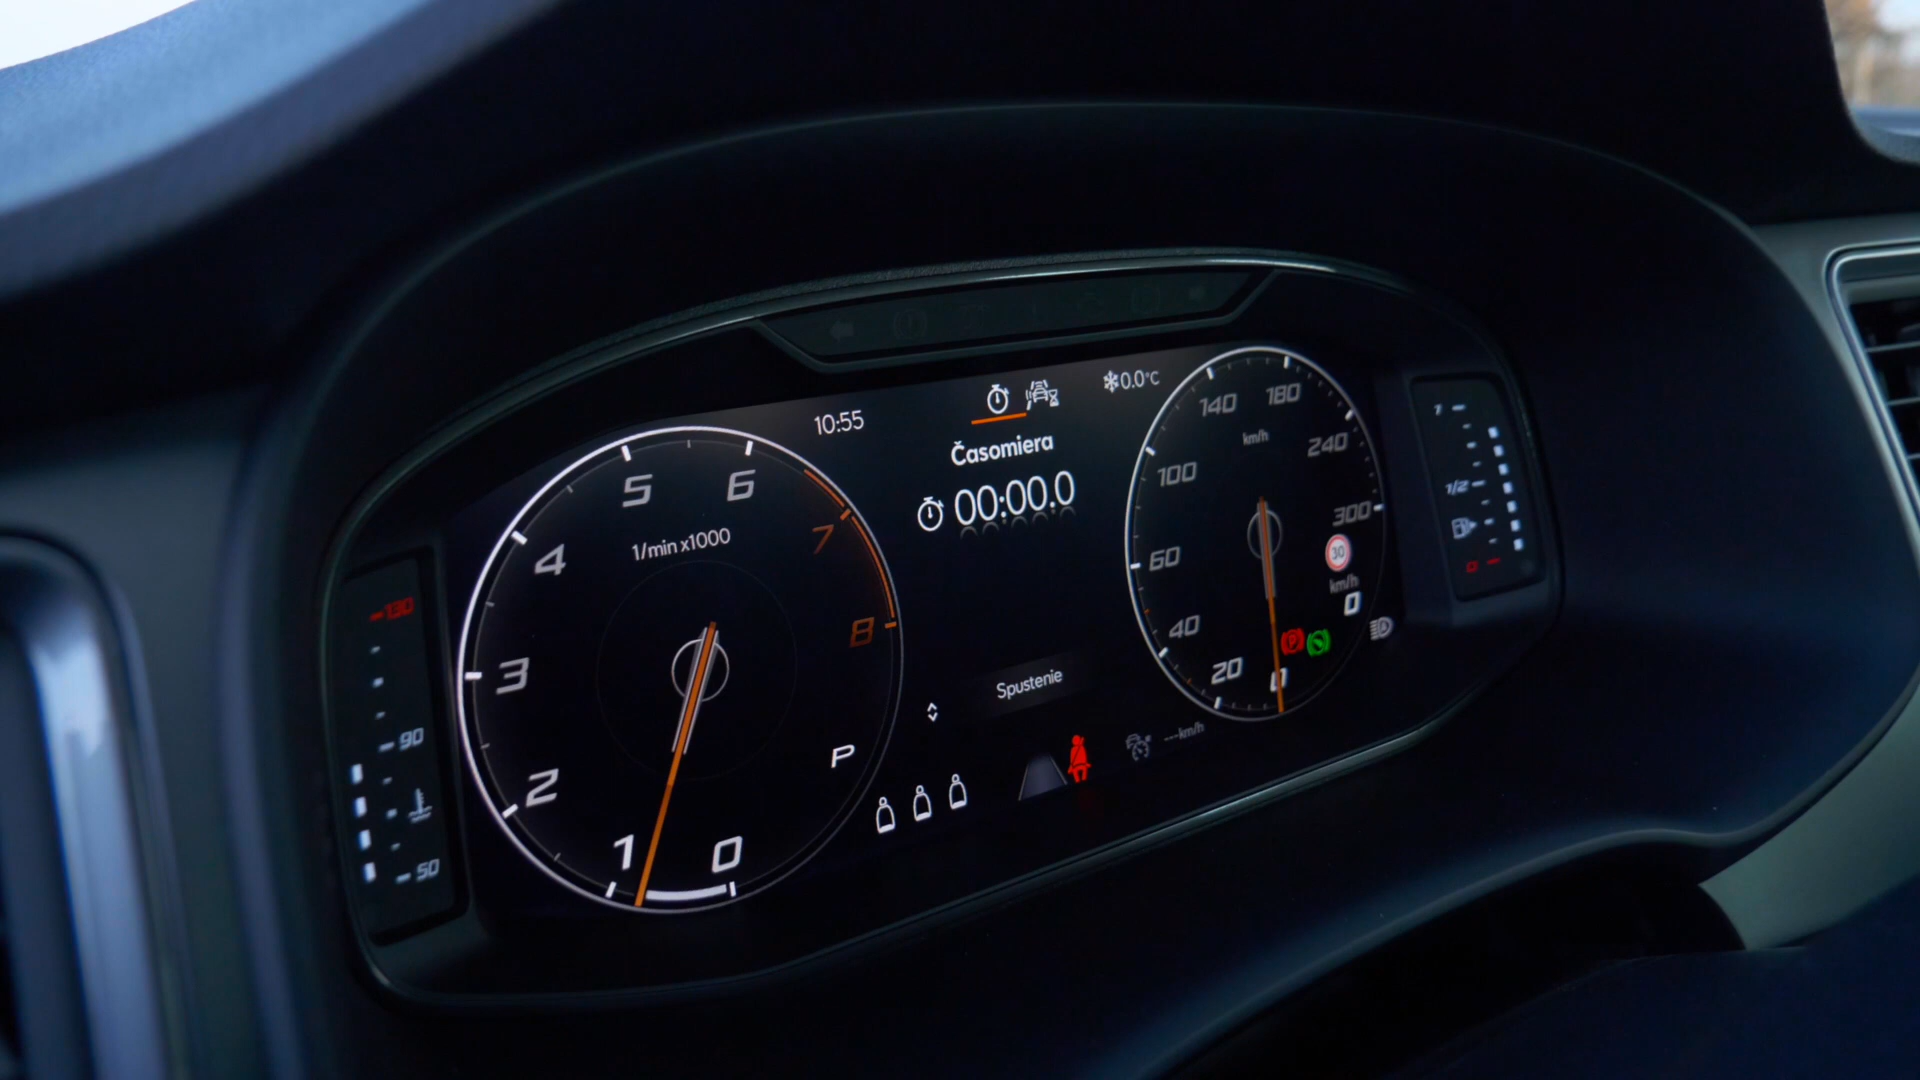 10:55
❄0.0°C
Časomiera
00:00.0
Spustenie
1/min x1000
0
1
2
3
4
5
6
7
8
P
130
90
50
km/h
0
20
40
60
100
140
180
240
300
30
km/h
0
P
A
---km/h
1
1/2
0